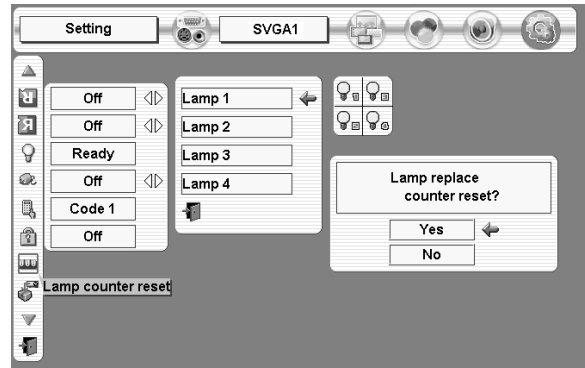 Setting
SVGA1
Off
Off
Ready
Off
Code 1
Off
Lamp counter reset
Lamp 1
Lamp 2
Lamp 3
Lamp 4
Lamp replace
counter reset?
Yes
No